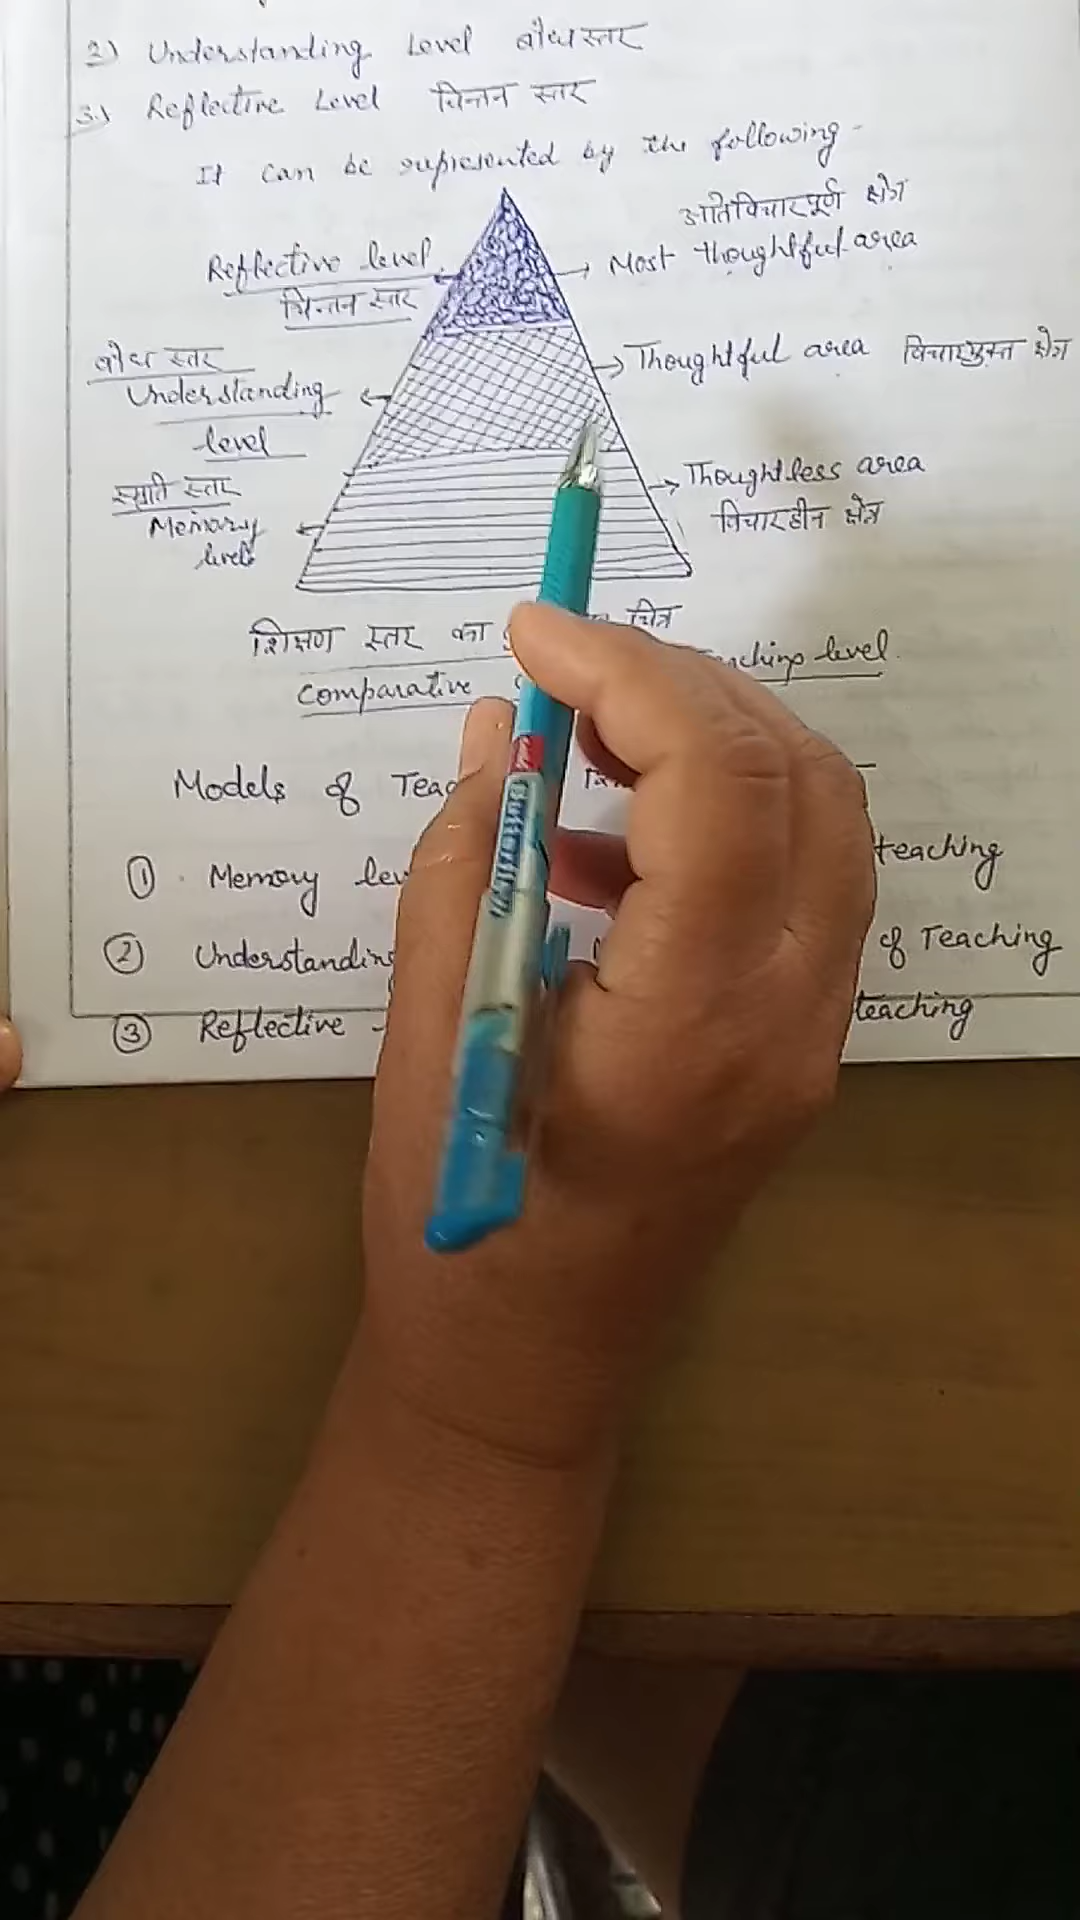 2) Understanding Level बोध स्तर
3.) Reflective Level चिन्तन स्तर
It can be represented by the following -
अतिविचारपूर्ण क्षेत्र
Reflective level Most thoughtful area
चिन्तन स्तर
बोध स्तर Thoughtful area विचारयुक्त क्षेत्र
Understanding
level
स्मृति स्तर Thoughtless area
Memory विचारहीन क्षेत्र
level
शिक्षण स्तर का चित्र
Comparative level.
Models of
1 Memory teaching
2 Understanding of Teaching
3 Reflective teaching